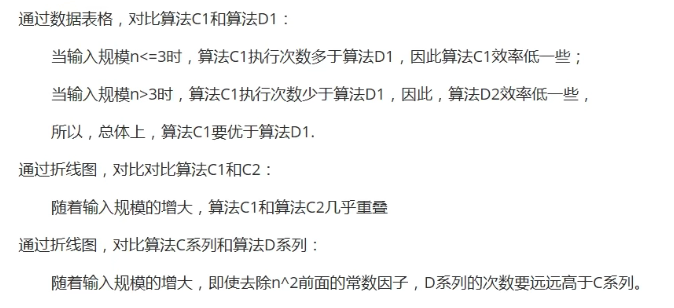 通过数据表格，对比算法C1和算法D1：
当输入规模n<=3时，算法C1执行次数多于算法D1，因此算法C1效率低一些；
当输入规模n>3时，算法C1执行次数少于算法D1，因此，算法D2效率低一些，
所以，总体上，算法C1要优于算法D1.
通过折线图，对比对比算法C1和C2：
随着输入规模的增大，算法C1和算法C2几乎重叠
通过折线图，对比算法C系列和算法D系列：
随着输入规模的增大，即使去除n^2前面的常数因子，D系列的次数要远远高于C系列。